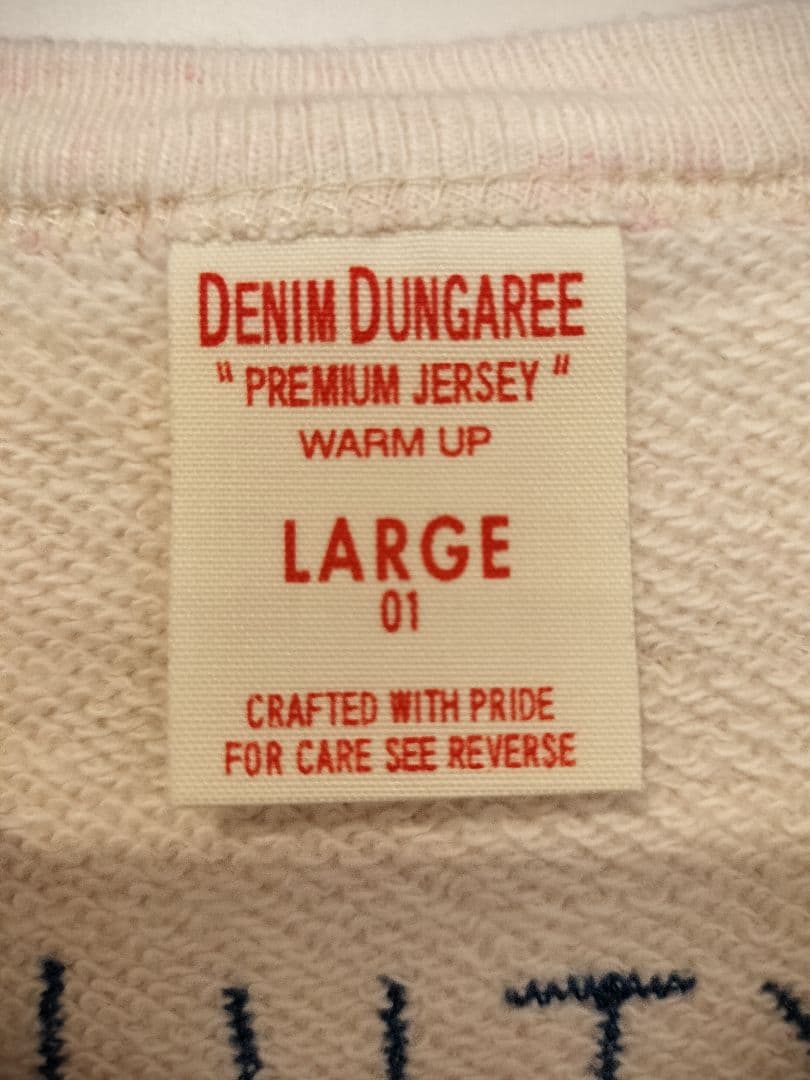 DENIM DUNGAREE
" PREMIUM JERSEY "
WARM UP
LARGE
01
CRAFTED WITH PRIDE
FOR CARE SEE REVERSE